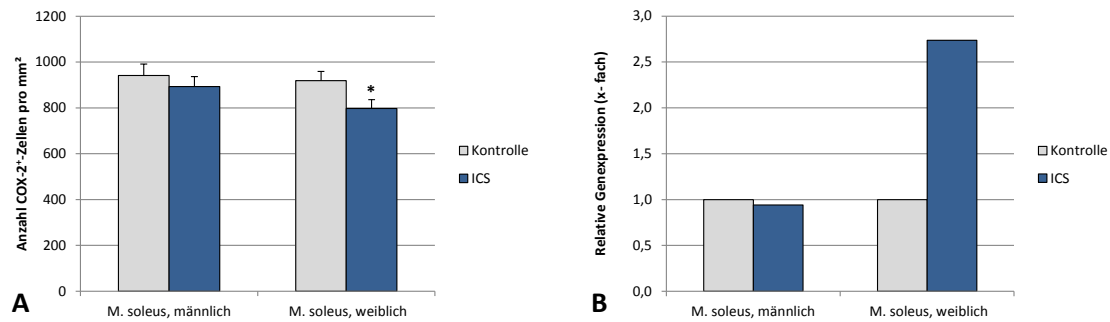 Anzahl COX-2⁺-Zellen pro mm²
1200
1000
800
600
400
200
0
*
M. soleus, männlich
M. soleus, weiblich
Kontrolle
ICS
A
Relative Genexpression (x- fach)
3,0
2,5
2,0
1,5
1,0
0,5
0,0
M. soleus, männlich
M. soleus, weiblich
Kontrolle
ICS
B